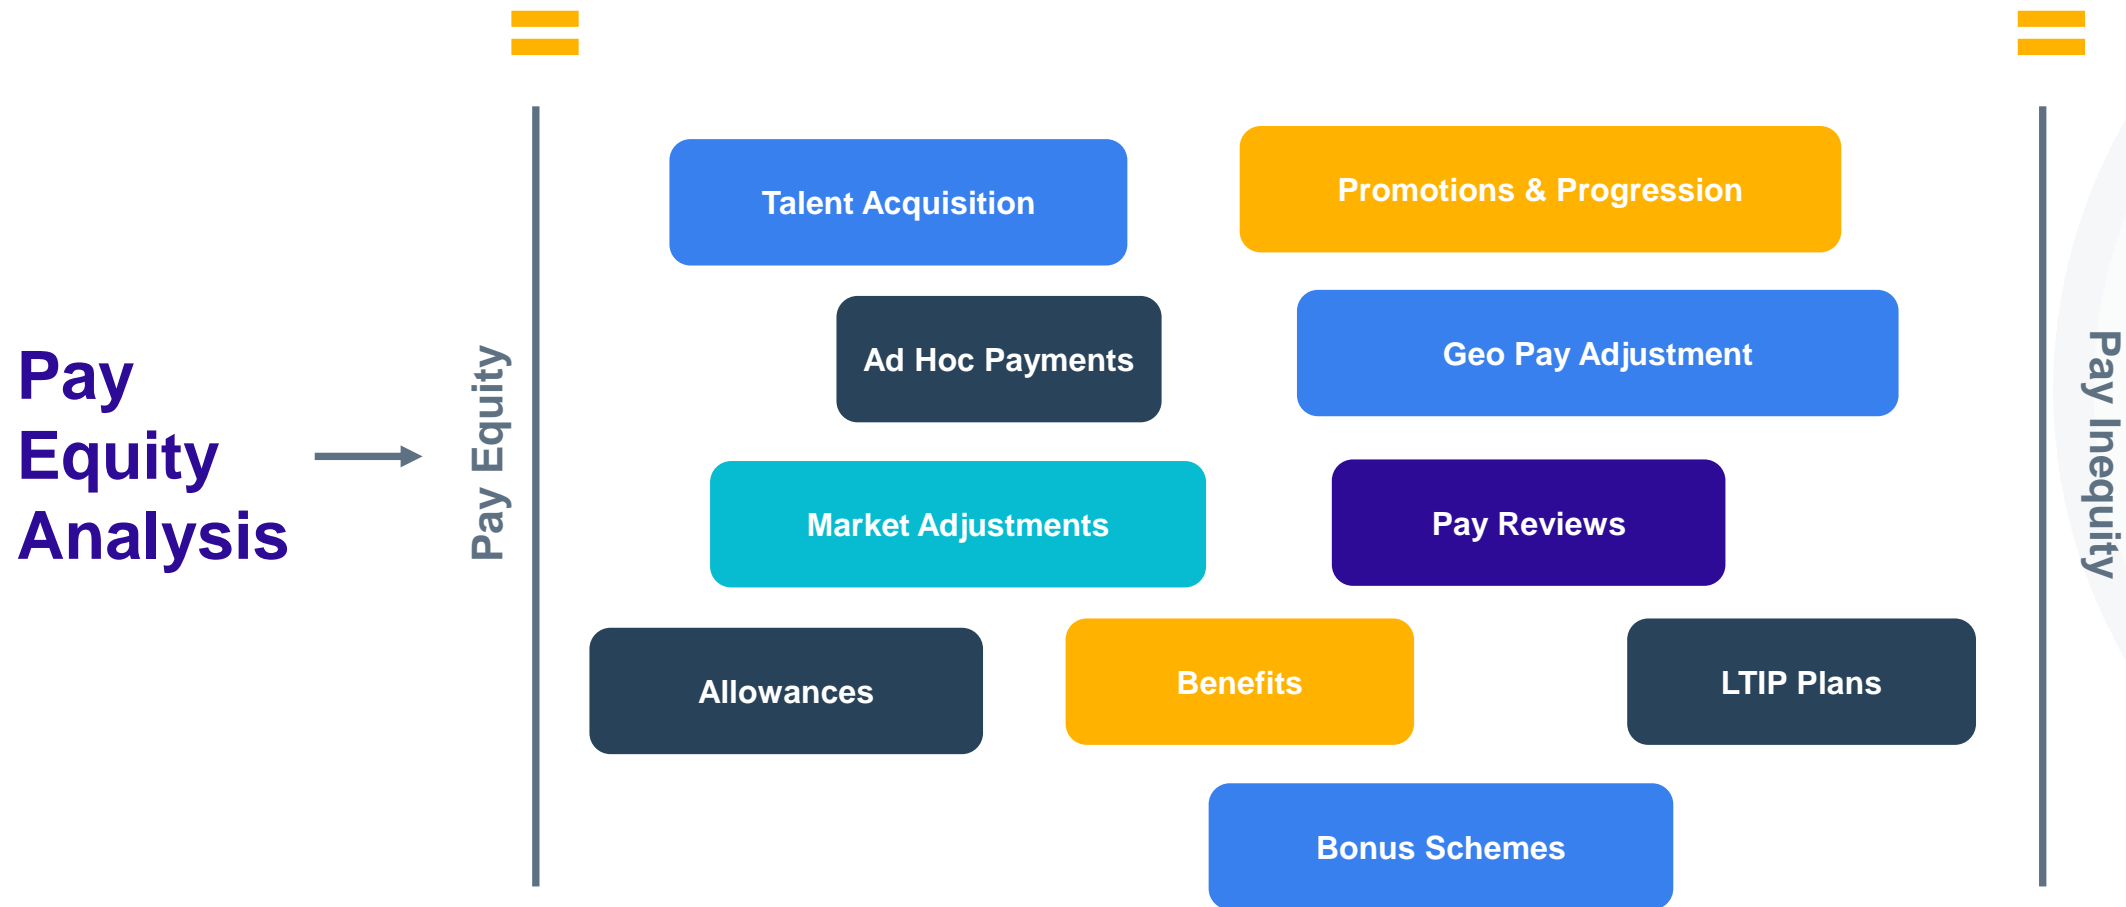 Pay
Equity
Analysis
Pay Equity
Talent Acquisition
Promotions & Progression
Ad Hoc Payments
Geo Pay Adjustment
Market Adjustments
Pay Reviews
Allowances
Benefits
LTIP Plans
Bonus Schemes
Pay Inequity